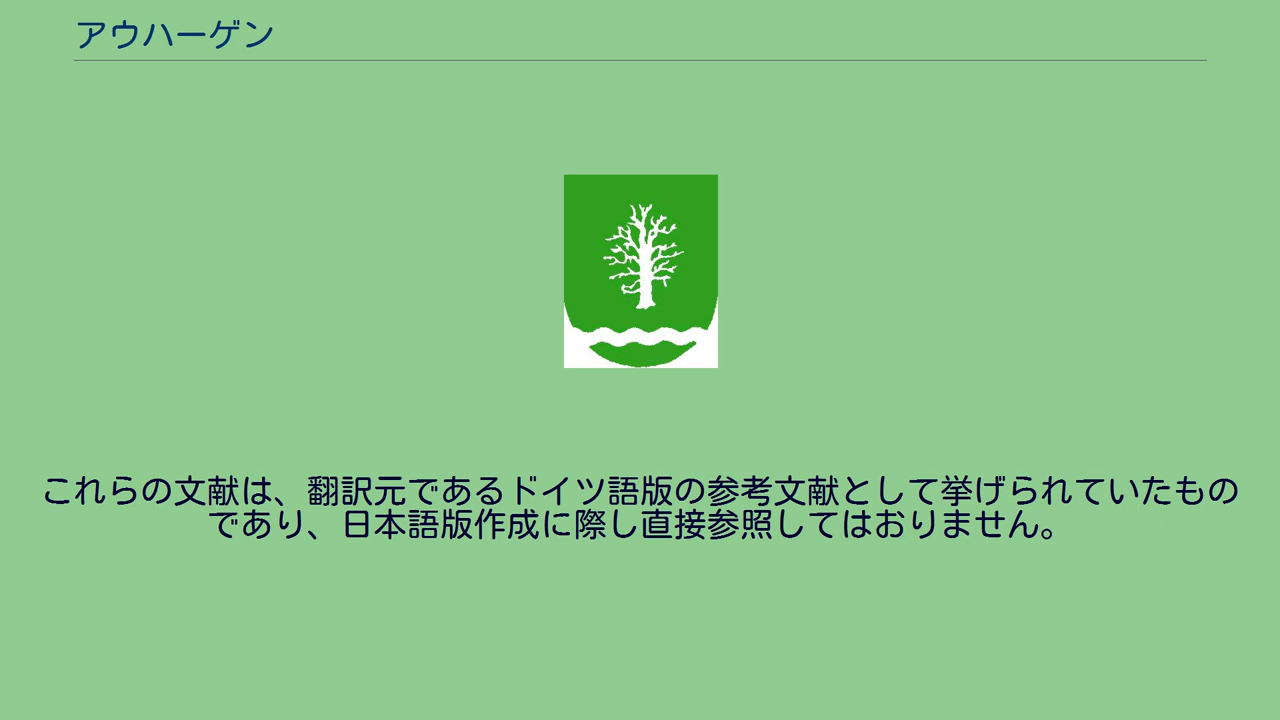 アウハーゲン
これらの文献は、翻訳元であるドイツ語版の参考文献として挙げられていたもの
であり、日本語版作成に際し直接参照してはおりません。